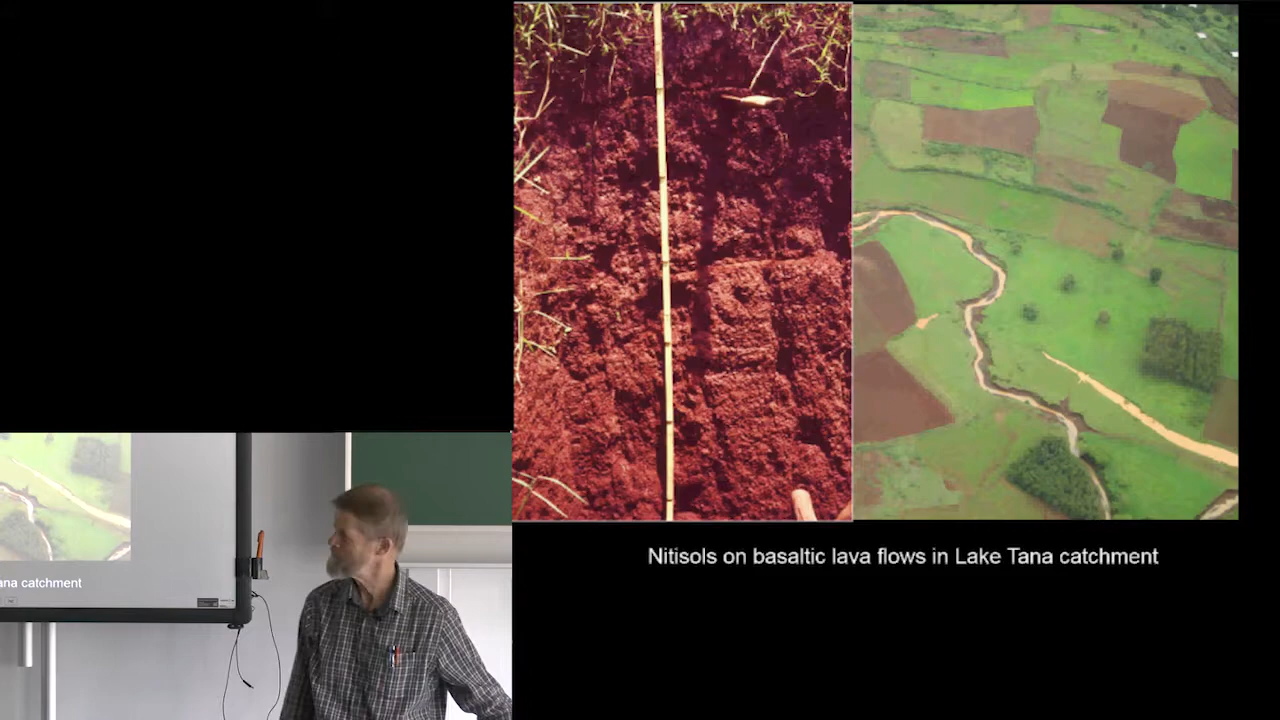 Nitisols on basaltic lava flows in Lake Tana catchment
ana catchment